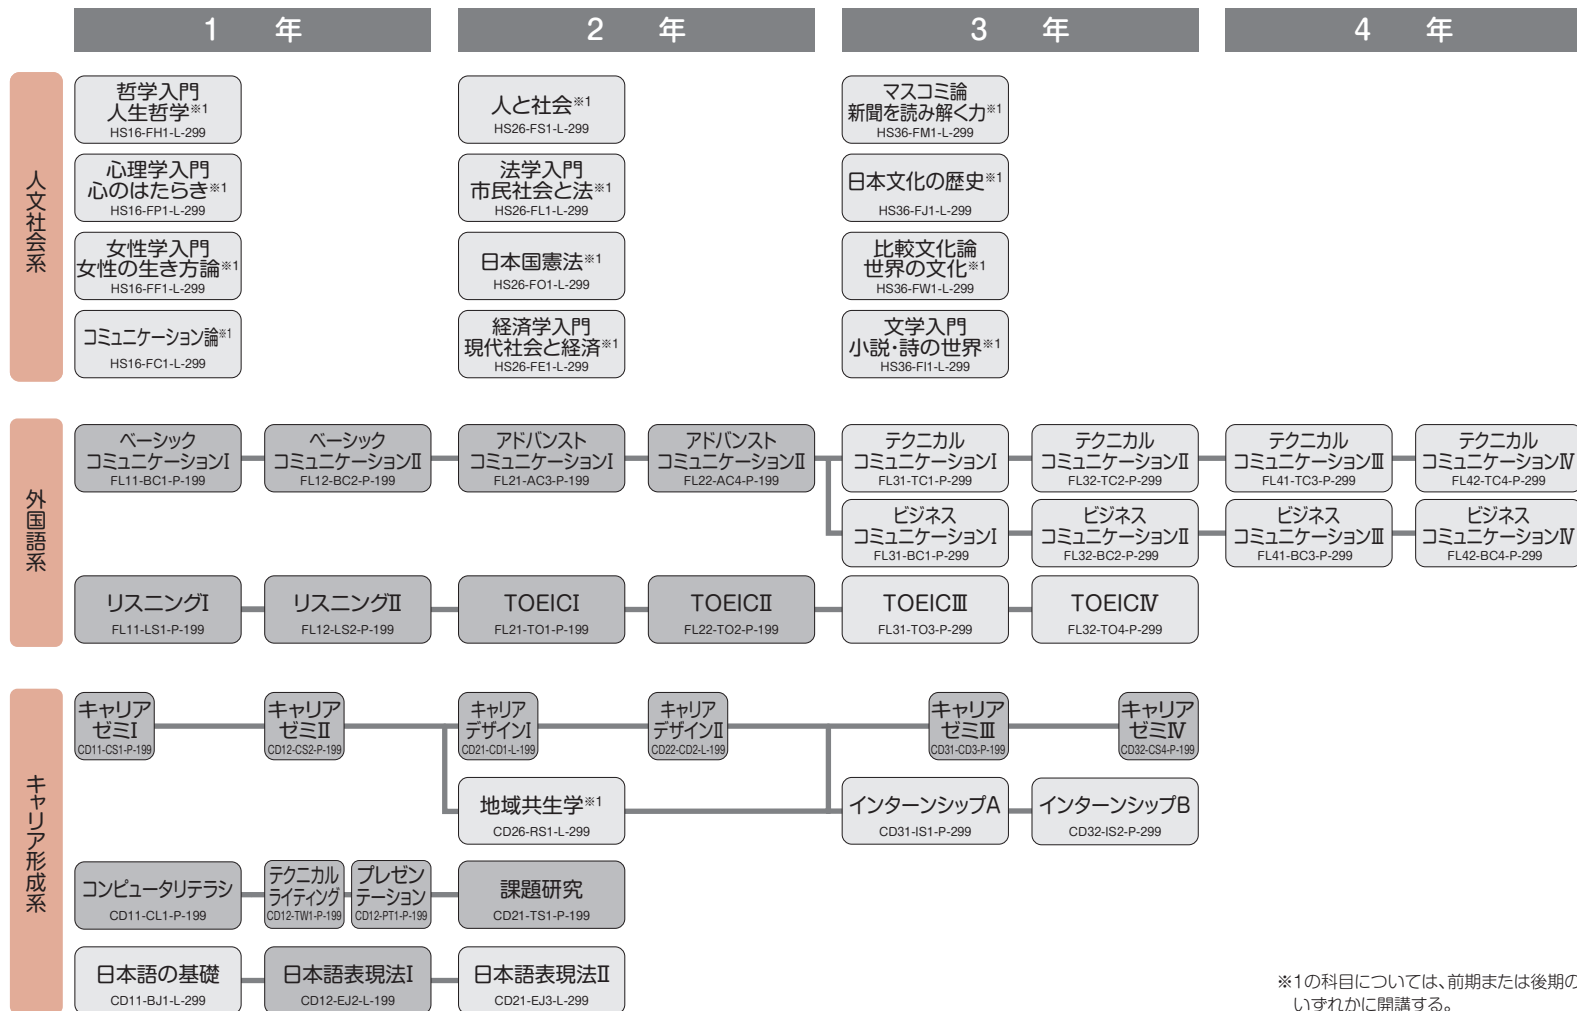 1 年
2 年
3 年
4 年
人文社会系
哲学入門
人生哲学※1
HS16-FH1-L-299
人と社会※1
HS26-FS1-L-299
マスコミ論
新聞を読み解く力※1
HS36-FM1-L-299
心理学入門
心のはたらき※1
HS16-FP1-L-299
法学入門
市民社会と法※1
HS26-FL1-L-299
日本文化の歴史※1
HS36-FJ1-L-299
女性学入門
女性の生き方論※1
HS16-FF1-L-299
日本国憲法※1
HS26-FO1-L-299
比較文化論
世界の文化※1
HS36-FW1-L-299
コミュニケーション論※1
HS16-FC1-L-299
経済学入門
現代社会と経済※1
HS26-FE1-L-299
文学入門
小説・詩の世界※1
HS36-FI1-L-299
外国語系
ベーシック
コミュニケーションⅠ
FL11-BC1-P-199
ベーシック
コミュニケーションⅡ
FL12-BC2-P-199
アドバンスト
コミュニケーションⅠ
FL21-AC3-P-199
アドバンスト
コミュニケーションⅡ
FL22-AC4-P-199
テクニカル
コミュニケーションⅠ
FL31-TC1-P-299
テクニカル
コミュニケーションⅡ
FL32-TC2-P-299
テクニカル
コミュニケーションⅢ
FL41-TC3-P-299
テクニカル
コミュニケーションⅣ
FL42-TC4-P-299
ビジネス
コミュニケーションⅠ
FL31-BC1-P-299
ビジネス
コミュニケーションⅡ
FL32-BC2-P-299
ビジネス
コミュニケーションⅢ
FL41-BC3-P-299
ビジネス
コミュニケーションⅣ
FL42-BC4-P-299
リスニングⅠ
FL11-LS1-P-199
リスニングⅡ
FL12-LS2-P-199
TOEICⅠ
FL21-TO1-P-199
TOEICⅡ
FL22-TO2-P-199
TOEICⅢ
FL31-TO3-P-299
TOEICⅣ
FL32-TO4-P-299
キャリア形成系
キャリア
ゼミⅠ
CD11-CS1-P-199
キャリア
ゼミⅡ
CD12-CS2-P-199
キャリア
デザインⅠ
CD21-CD1-L-199
キャリア
デザインⅡ
CD22-CD2-L-199
キャリア
ゼミⅢ
CD31-CD3-P-199
キャリア
ゼミⅣ
CD32-CS4-P-199
地域共生学※1
CD26-RS1-L-299
インターンシップA
CD31-IS1-P-299
インターンシップB
CD32-IS2-P-299
コンピュータリテラシ
CD11-CL1-P-199
テクニカル
ライティング
CD12-TW1-P-199
プレゼン
テーション
CD12-PT1-P-199
課題研究
CD21-TS1-P-199
日本語の基礎
CD11-BJ1-L-299
日本語表現法Ⅰ
CD12-EJ2-L-199
日本語表現法Ⅱ
CD21-EJ3-L-299
※1の科目については、前期または後期の
いずれかに開講する。